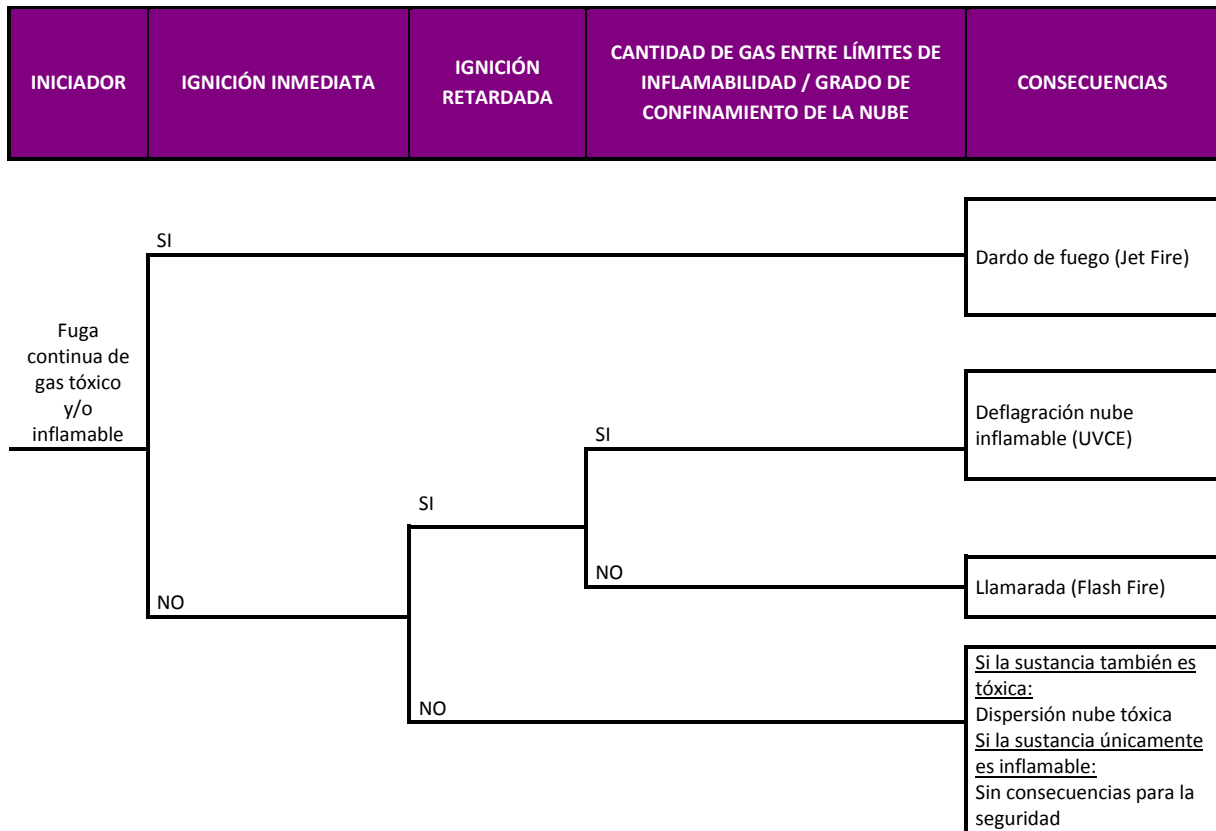 INICIADOR
IGNICIÓN INMEDIATA
IGNICIÓN
RETARDADA
CANTIDAD DE GAS ENTRE LÍMITES DE
INFLAMABILIDAD / GRADO DE
CONFINAMIENTO DE LA NUBE
CONSECUENCIAS
SI
Dardo de fuego (Jet Fire)
Fuga
continua de
gas tóxico
y/o
inflamable
SI
Deflagración nube
inflamable (UVCE)
SI
NO
Llamarada (Flash Fire)
NO
NO
Si la sustancia también es
tóxica:
Dispersión nube tóxica
Si la sustancia únicamente
es inflamable:
Sin consecuencias para la
seguridad